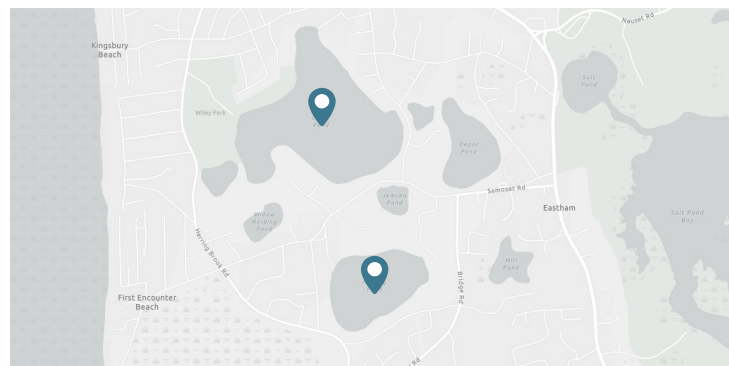 Nauset Rd
Kingsbury
Beach
Salt
Pond
Wiley Park
Pond
Depot
Pond
Samoset Rd
Jemima
Pond
Eastham
Widow
Harding
Pond
Salt Pond
Bay
Herring Brook Rd
Mill
Pond
Bridge Rd
First Encounter
Beach
Rd